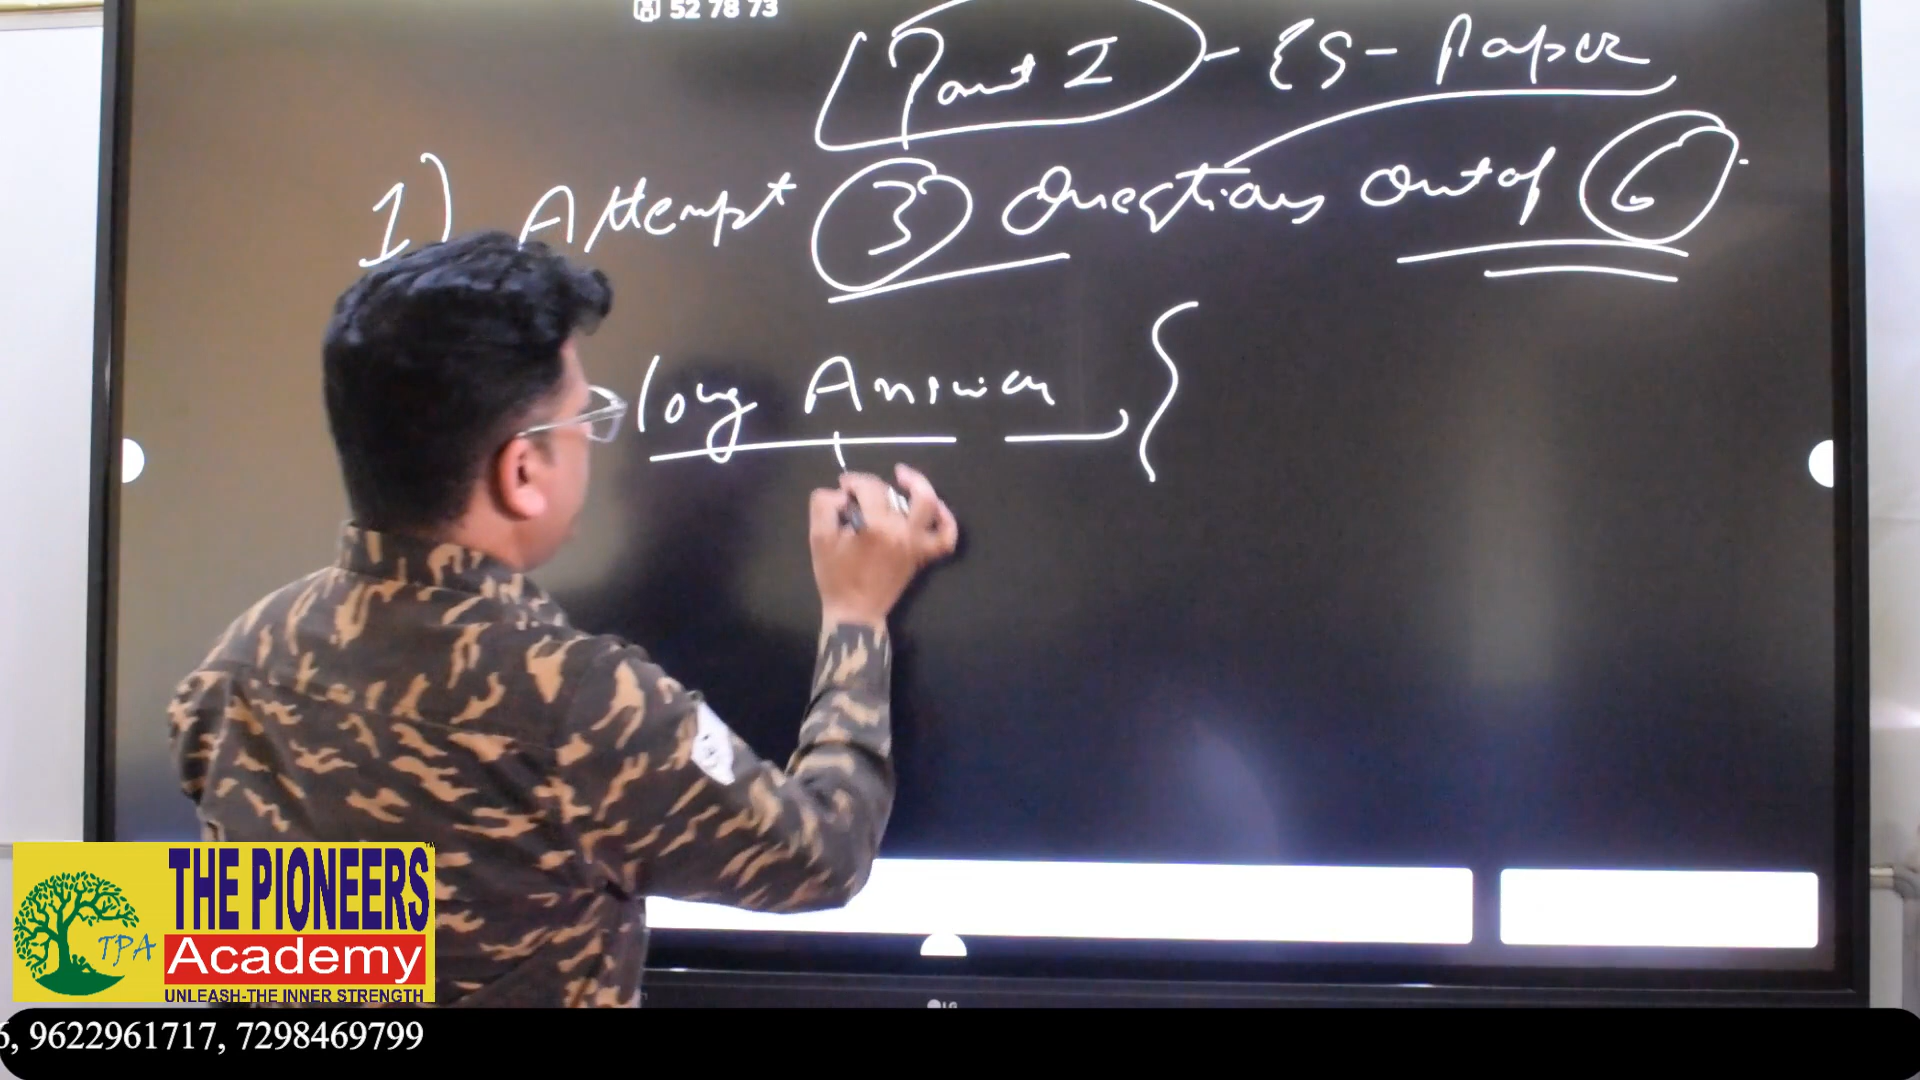 52 78 73
Part I - ES - Paper
1) Attempt 3 Questions Out of 6
long Answer
THE PIONEERS
TPA
Academy
UNLEASH-THE INNER STRENGTH
LG
6, 9622961717, 7298469799